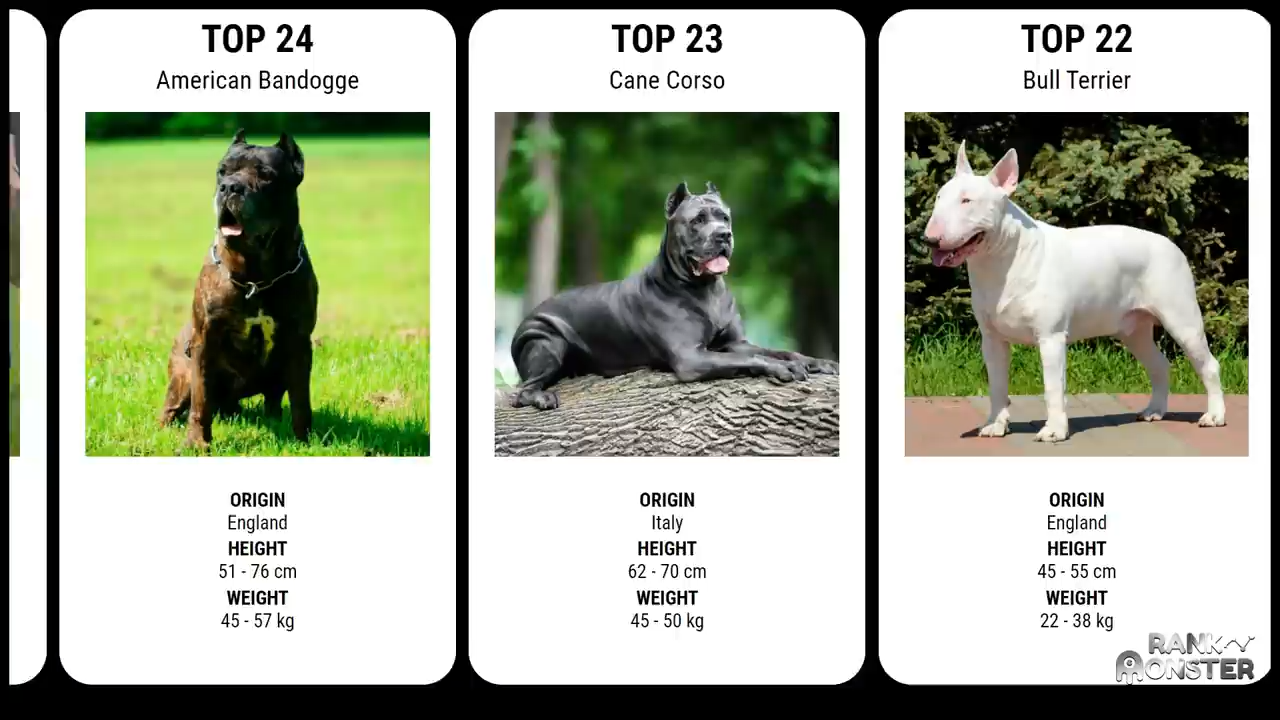 TOP 24
American Bandogge
ORIGIN
England
HEIGHT
51 - 76 cm
WEIGHT
45 - 57 kg
TOP 23
Cane Corso
ORIGIN
Italy
HEIGHT
62 - 70 cm
WEIGHT
45 - 50 kg
TOP 22
Bull Terrier
ORIGIN
England
HEIGHT
45 - 55 cm
WEIGHT
22 - 38 kg
RANK
MONSTER